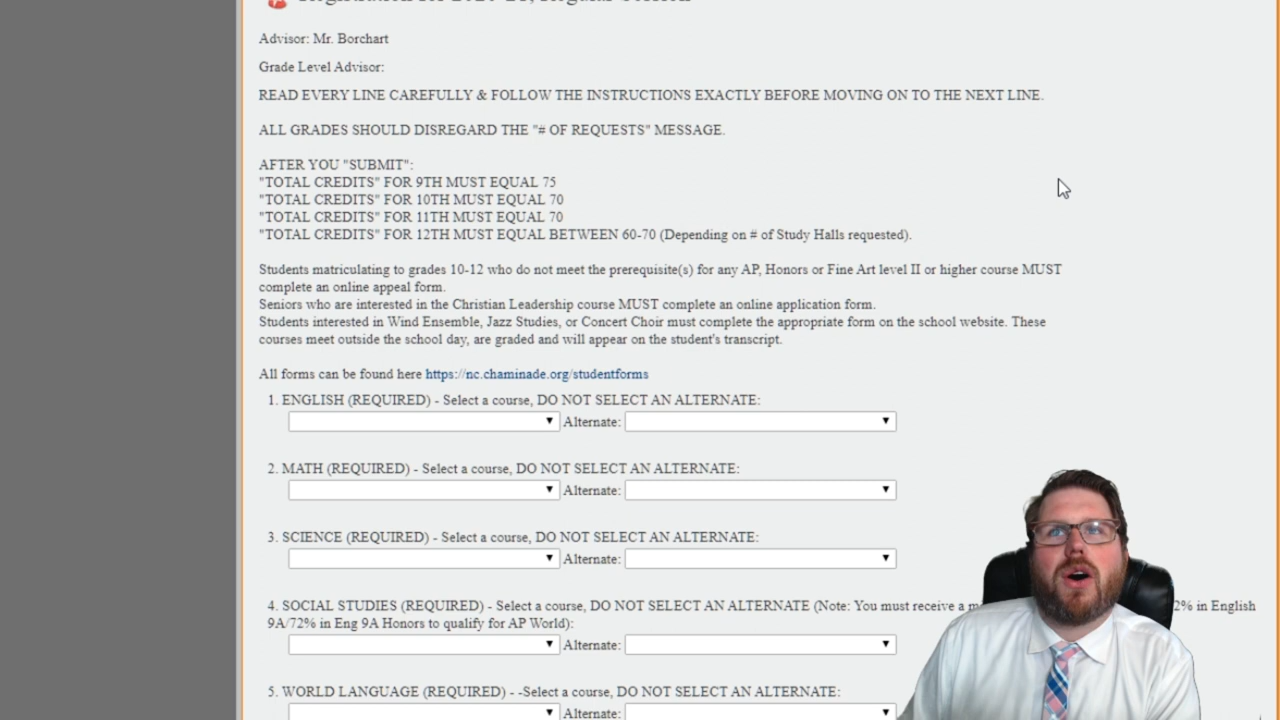 Registration for 2020-21, Regular Session
Advisor: Mr. Borchart
Grade Level Advisor:
READ EVERY LINE CAREFULLY & FOLLOW THE INSTRUCTIONS EXACTLY BEFORE MOVING ON TO THE NEXT LINE.
ALL GRADES SHOULD DISREGARD THE "# OF REQUESTS" MESSAGE.
AFTER YOU "SUBMIT":
"TOTAL CREDITS" FOR 9TH MUST EQUAL 75
"TOTAL CREDITS" FOR 10TH MUST EQUAL 70
"TOTAL CREDITS" FOR 11TH MUST EQUAL 70
"TOTAL CREDITS" FOR 12TH MUST EQUAL BETWEEN 60-70 (Depending on # of Study Halls requested).
Students matriculating to grades 10-12 who do not meet the prerequisite(s) for any AP, Honors or Fine Art level II or higher course MUST
complete an online appeal form.
Seniors who are interested in the Christian Leadership course MUST complete an online application form.
Students interested in Wind Ensemble, Jazz Studies, or Concert Choir must complete the appropriate form on the school website. These
courses meet outside the school day, are graded and will appear on the student's transcript.
All forms can be found here https://nc.chaminade.org/studentforms
1. ENGLISH (REQUIRED) - Select a course, DO NOT SELECT AN ALTERNATE:
Alternate:
2. MATH (REQUIRED) - Select a course, DO NOT SELECT AN ALTERNATE:
Alternate:
3. SCIENCE (REQUIRED) - Select a course, DO NOT SELECT AN ALTERNATE:
Alternate:
4. SOCIAL STUDIES (REQUIRED) - Select a course, DO NOT SELECT AN ALTERNATE (Note: You must receive a 2% in English
9A/72% in Eng 9A Honors to qualify for AP World):
Alternate:
5. WORLD LANGUAGE (REQUIRED) - -Select a course, DO NOT SELECT AN ALTERNATE:
Alternate: